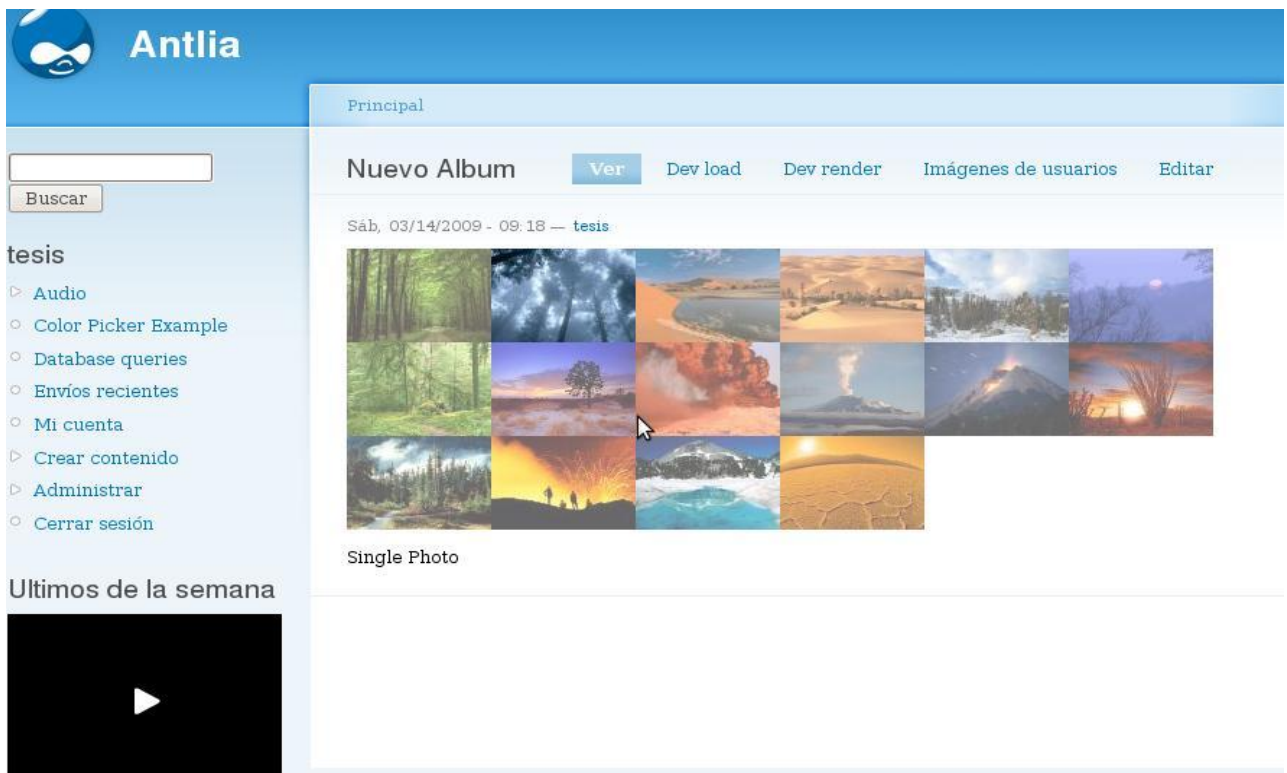 Antlia
Principal
Buscar
tesis
Audio
Color Picker Example
Database queries
Envíos recientes
Mi cuenta
Crear contenido
Administrar
Cerrar sesión
Ultimos de la semana
Nuevo Album Ver Dev load Dev render Imágenes de usuarios Editar
Sáb, 03/14/2009 - 09:18 — tesis
Single Photo